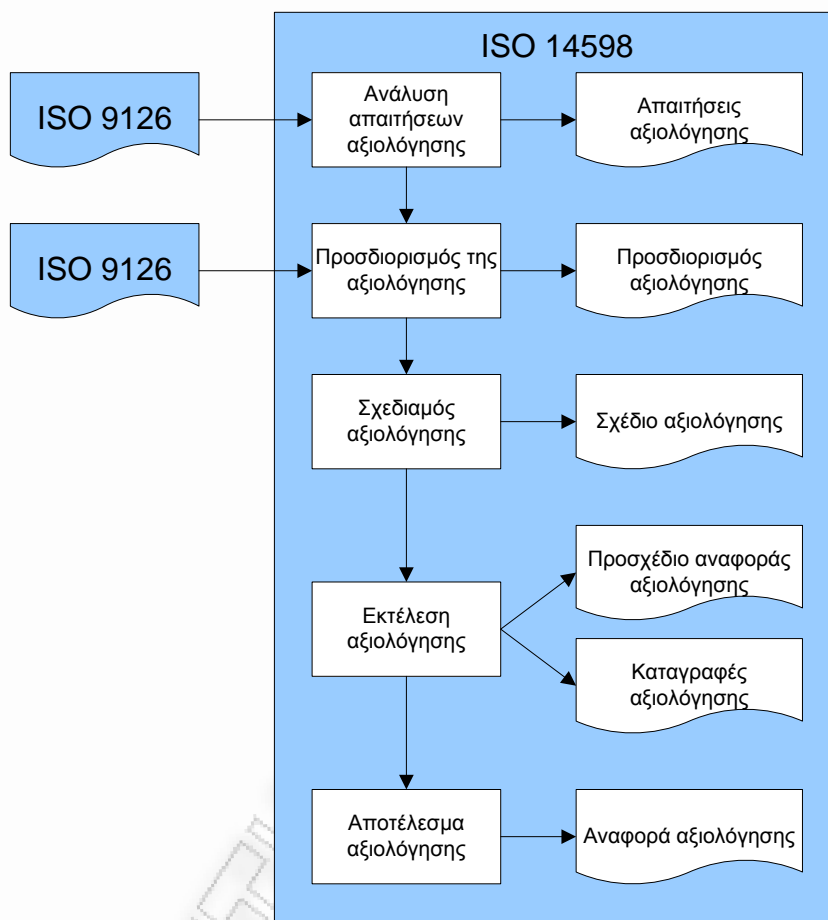 ISO 14598
ISO 9126
Ανάλυση
απαιτήσεων
αξιολόγησης
Απαιτήσεις
αξιολόγησης
ISO 9126
Προσδιορισμός της
αξιολόγησης
Προσδιορισμός
αξιολόγησης
Σχεδιαμός
αξιολόγησης
Σχέδιο αξιολόγησης
Εκτέλεση
αξιολόγησης
Προσχέδιο αναφοράς
αξιολόγησης
Καταγραφές
αξιολόγησης
Αποτέλεσμα
αξιολόγησης
Αναφορά αξιολόγησης